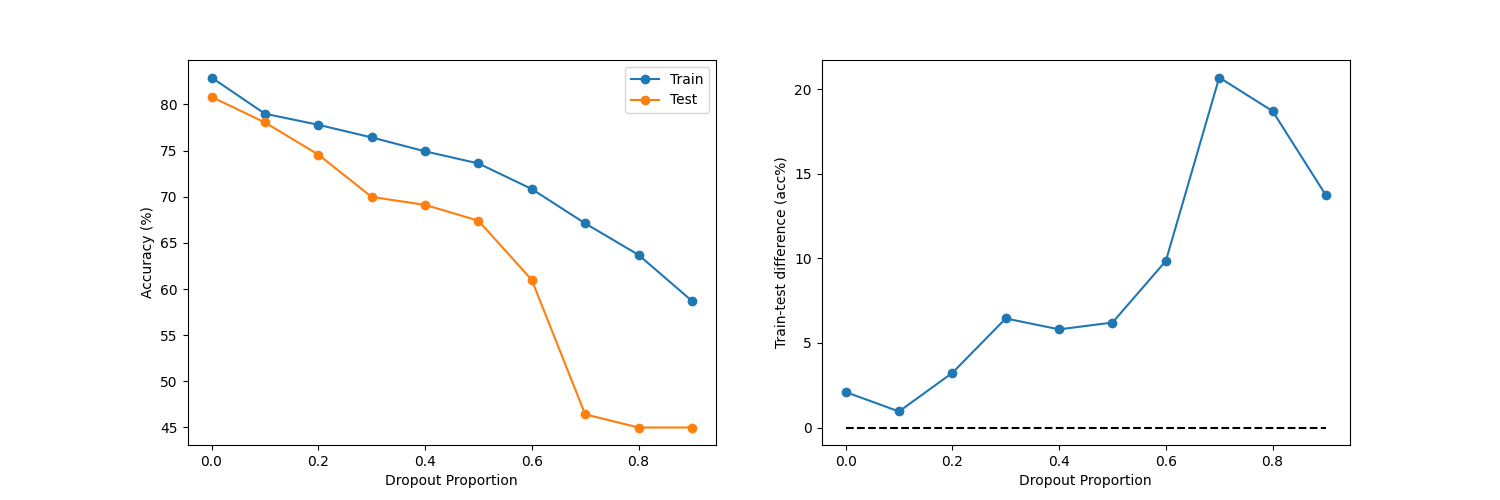 Train
Test
80
75
70
65
60
55
50
45
Accuracy (%)
0.0 0.2 0.4 0.6 0.8
Dropout Proportion
20
15
10
5
0
Train-test difference (acc%)
0.0 0.2 0.4 0.6 0.8
Dropout Proportion